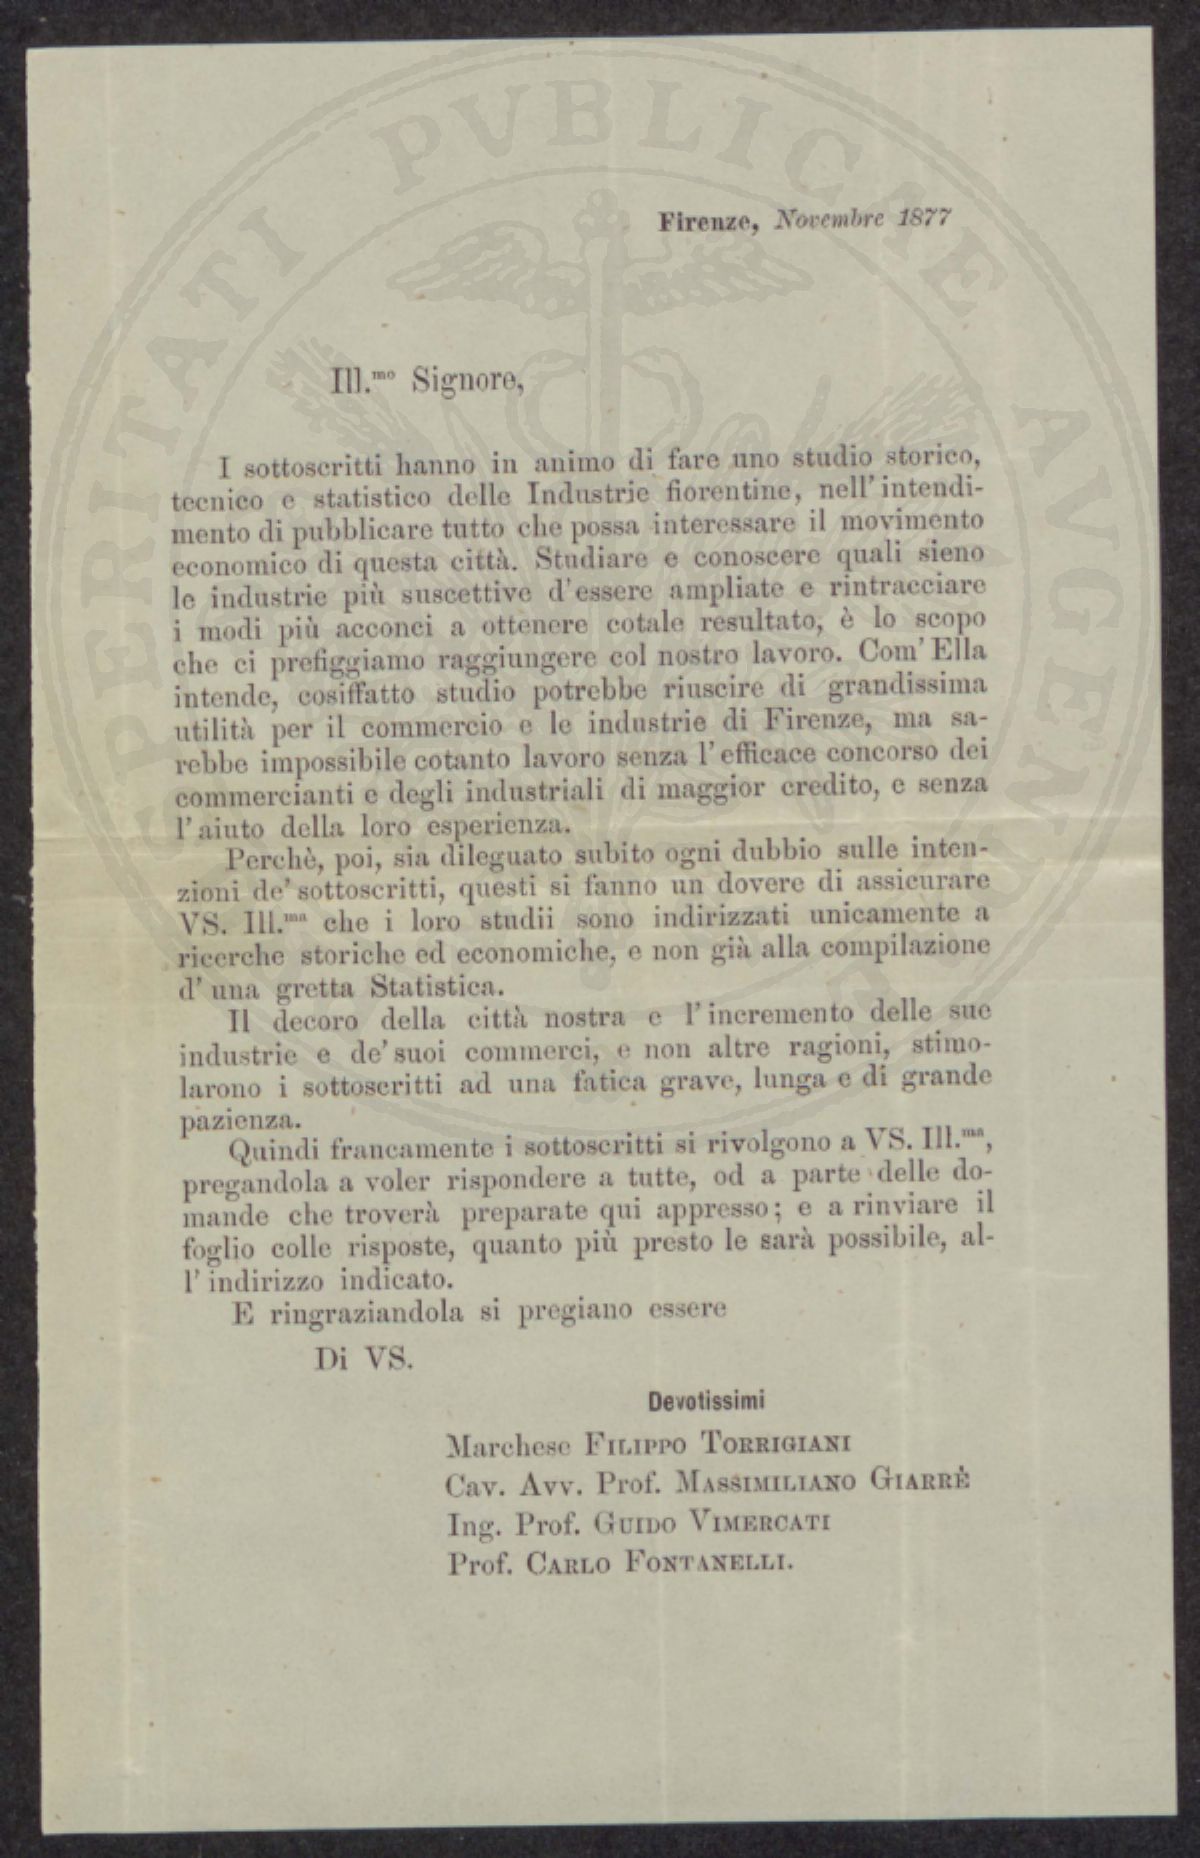 PROSPERITATI PVBLICAE AVGENDAE
Firenze, Novembre 1877
Ill.mo Signore,
I sottoscritti hanno in animo di fare uno studio storico,
tecnico e statistico delle Industrie fiorentine, nell'intendi-
mento di pubblicare tutto che possa interessare il movimento
economico di questa città. Studiare e conoscere quali sieno
le industrie più suscettive d'essere ampliate e rintracciare
i modi più acconci a ottenere cotale resultato, è lo scopo
che ci prefiggiamo raggiungere col nostro lavoro. Com'Ella
intende, cosiffatto studio potrebbe riuscire di grandissima
utilità per il commercio e le industrie di Firenze, ma sa-
rebbe impossibile cotanto lavoro senza l'efficace concorso dei
commercianti e degli industriali di maggior credito, e senza
l'aiuto della loro esperienza.
Perchè, poi, sia dileguato subito ogni dubbio sulle inten-
zioni de'sottoscritti, questi si fanno un dovere di assicurare
VS. Ill.ma che i loro studii sono indirizzati unicamente a
ricerche storiche ed economiche, e non già alla compilazione
d'una gretta Statistica.
Il decoro della città nostra e l'incremento delle sue
industrie e de'suoi commerci, e non altre ragioni, stimo-
larono i sottoscritti ad una fatica grave, lunga e di grande
pazienza.
Quindi francamente i sottoscritti si rivolgono a VS. Ill.ma,
pregandola a voler rispondere a tutte, od a parte delle do-
mande che troverà preparate qui appresso; e a rinviare il
foglio colle risposte, quanto più presto le sarà possibile, al-
l'indirizzo indicato.
E ringraziandola si pregiano essere
Di VS.
Devotissimi
Marchese FILIPPO TORRIGIANI
Cav. Avv. Prof. MASSIMILIANO GIARRÈ
Ing. Prof. GUIDO VIMERCATI
Prof. CARLO FONTANELLI.